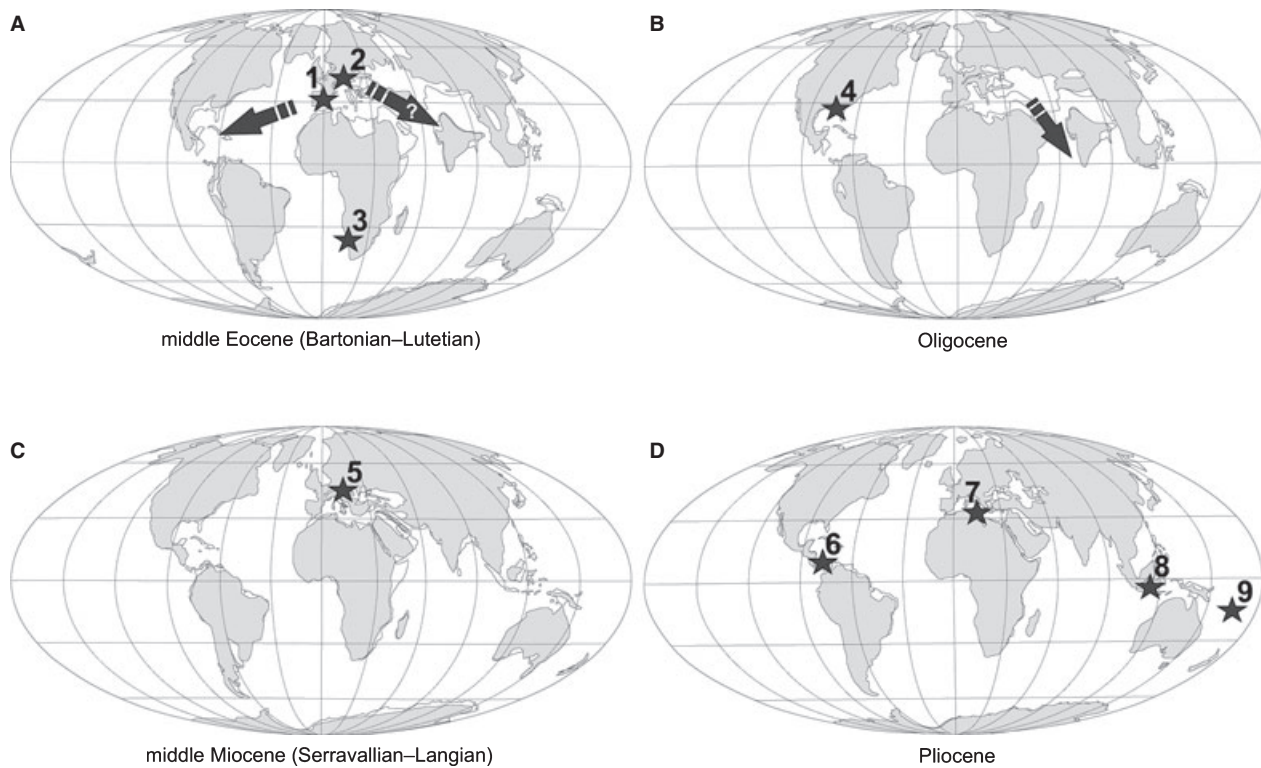 A
B
1
2
?
3
4
middle Eocene (Bartonian–Lutetian)
Oligocene
C
D
5
6
7
8
9
middle Miocene (Serravallian–Langian)
Pliocene